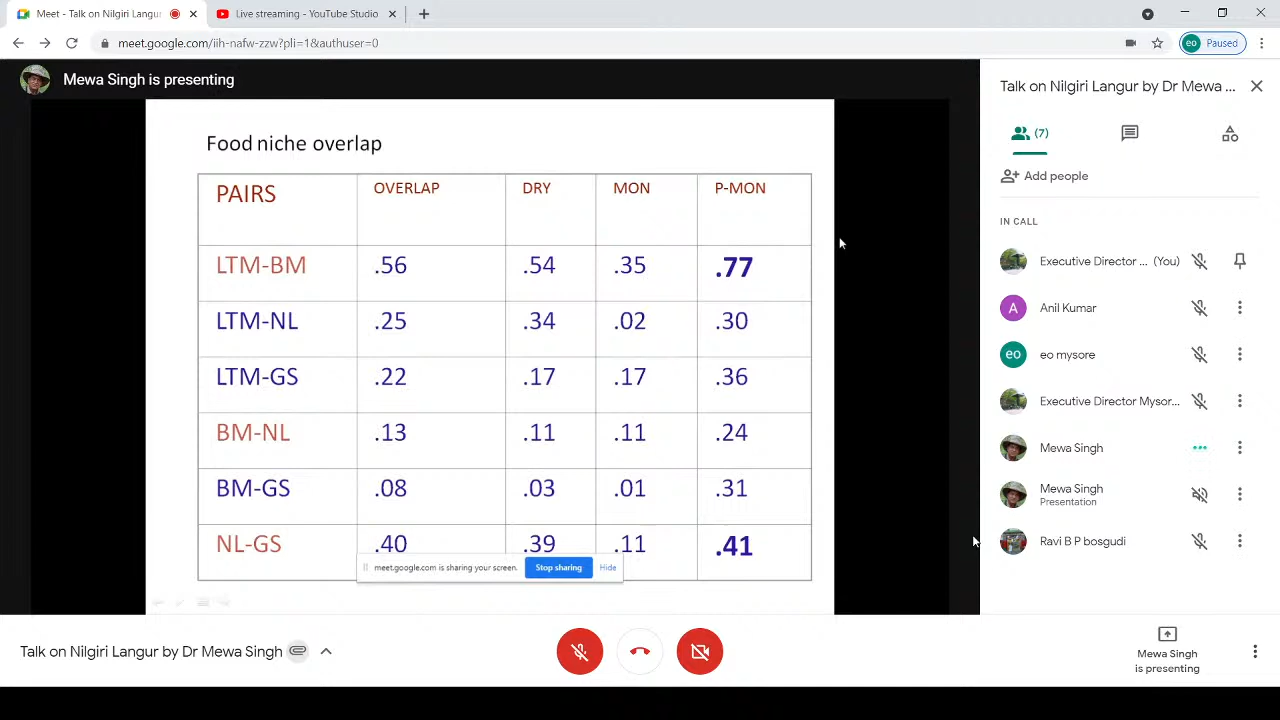 Meet - Talk on Nilgiri Langur
Live streaming - YouTube Studio
meet.google.com/iih-nafw-zzw?pli=1&authuser=0
eo Paused
Mewa Singh is presenting
Talk on Nilgiri Langur by Dr Mewa ...
(7)
Add people
IN CALL
Executive Director ... (You)
A Anil Kumar
eo eo mysore
Executive Director Mysor...
Mewa Singh
Mewa Singh
Presentation
Ravi B P bosgudi
Food niche overlap
PAIRS OVERLAP DRY MON P-MON
LTM-BM .56 .54 .35 .77
LTM-NL .25 .34 .02 .30
LTM-GS .22 .17 .17 .36
BM-NL .13 .11 .11 .24
BM-GS .08 .03 .01 .31
NL-GS .40 .39 .11 .41
meet.google.com is sharing your screen. Stop sharing Hide
Talk on Nilgiri Langur by Dr Mewa Singh
Mewa Singh
is presenting